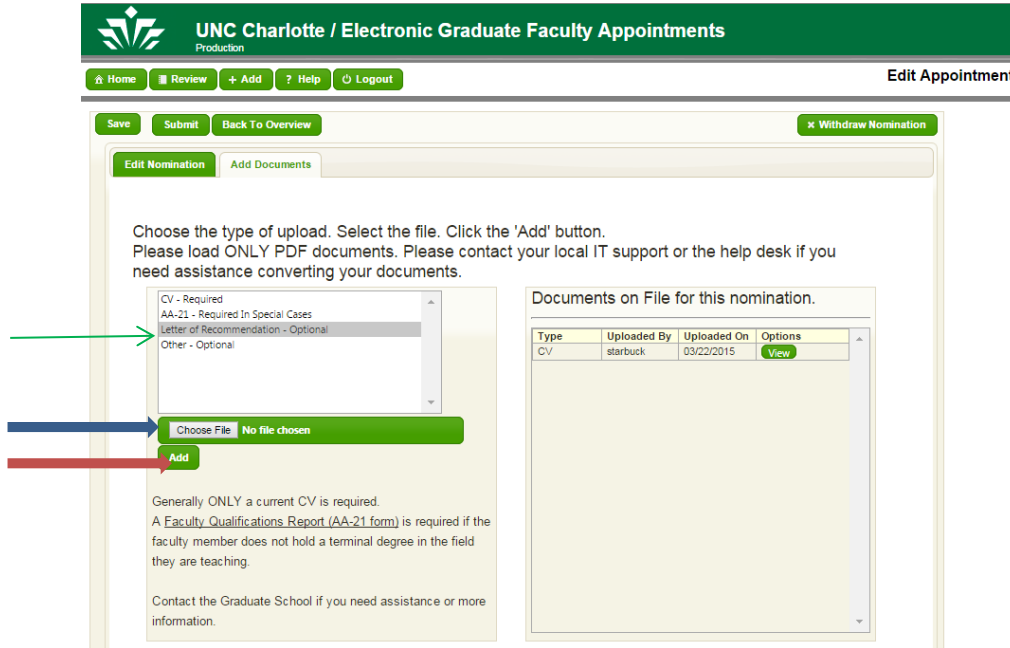 UNC Charlotte / Electronic Graduate Faculty Appointments
Production
Home Review + Add ? Help Logout
Edit Appointment
Save Submit Back To Overview × Withdraw Nomination
Edit Nomination Add Documents
Choose the type of upload. Select the file. Click the 'Add' button.
Please load ONLY PDF documents. Please contact your local IT support or the help desk if you
need assistance converting your documents.
CV - Required
AA-21 - Required In Special Cases
Letter of Recommendation - Optional
Other - Optional
Choose File No file chosen
Add
Generally ONLY a current CV is required.
A Faculty Qualifications Report (AA-21 form) is required if the
faculty member does not hold a terminal degree in the field
they are teaching.
Contact the Graduate School if you need assistance or more
information.
Documents on File for this nomination.
Type Uploaded By Uploaded On Options
CV starbuck 03/22/2015 View